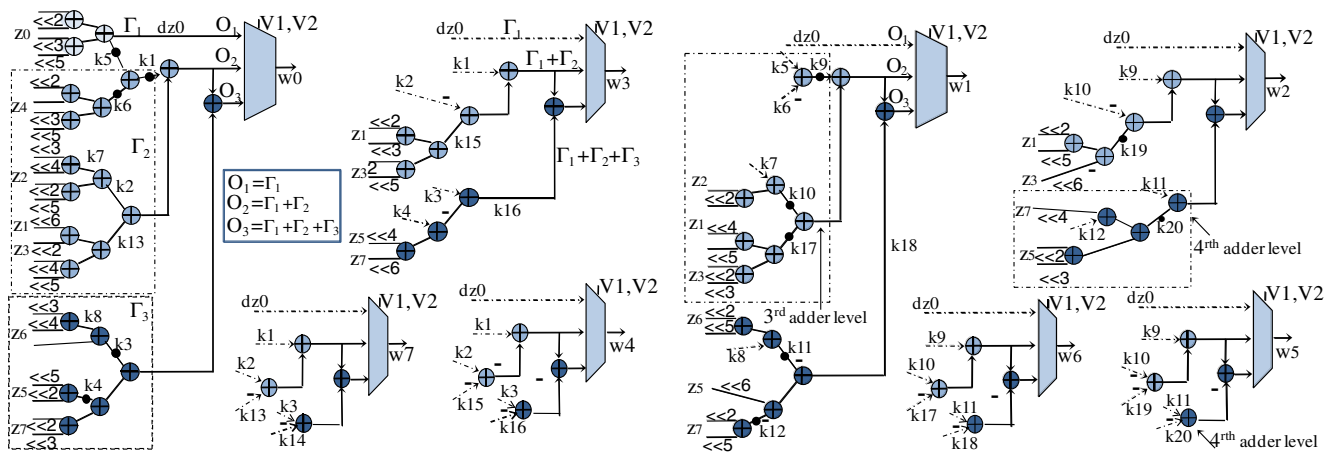 <<2
z0
<<3
<<5
Γ1
dz0
O1
V1,V2
k5
k1
O2
w0
O3
<<2
z4
<<3
<<5
k6
Γ2
<<3
z2
<<4
k7
<<2
<<5
k2
<<6
z1
<<2
z3
<<4
<<5
k13
<<3
<<4
z6
k8
Γ3
k3
<<5
z5
<<2
k4
z7
<<2
<<3
O1=Γ1
O2=Γ1+Γ2
O3=Γ1+Γ2+Γ3
dz0
Γ1
V1,V2
k1
Γ1+Γ2
w3
k2
-
k15
z1
<<2
<<3
z3
2
<<5
Γ1+Γ2+Γ3
k3
-
k4
-
k16
z5
<<4
z7
<<6
dz0
V1,V2
k1
w7
k2
-
k13
k3
-
k14
dz0
V1,V2
k1
-
w4
k2
-
k15
-
k3
-
k16
dz0
O1
V1,V2
k5
k9
O2
w1
k6
-
O3
-
k7
z2
<<2
k10
z1
<<4
<<5
k17
z3
<<2
<<3
k18
3rd adder level
z6
<<2
<<5
k8
k11
-
z5
<<6
-
z7
<<2
k12
<<5
dz0
V1,V2
k9
w2
k10
-
-
z1
<<2
<<5
k19
z3
<<6
k11
z7
<<4
k12
k20
z5
<<2
<<3
4rth adder level
dz0
V1,V2
k9
w6
k10
-
k17
-
k11
-
k18
dz0
V1,V2
k9
w5
k10
-
k19
-
k11
-
k20
4rth adder level